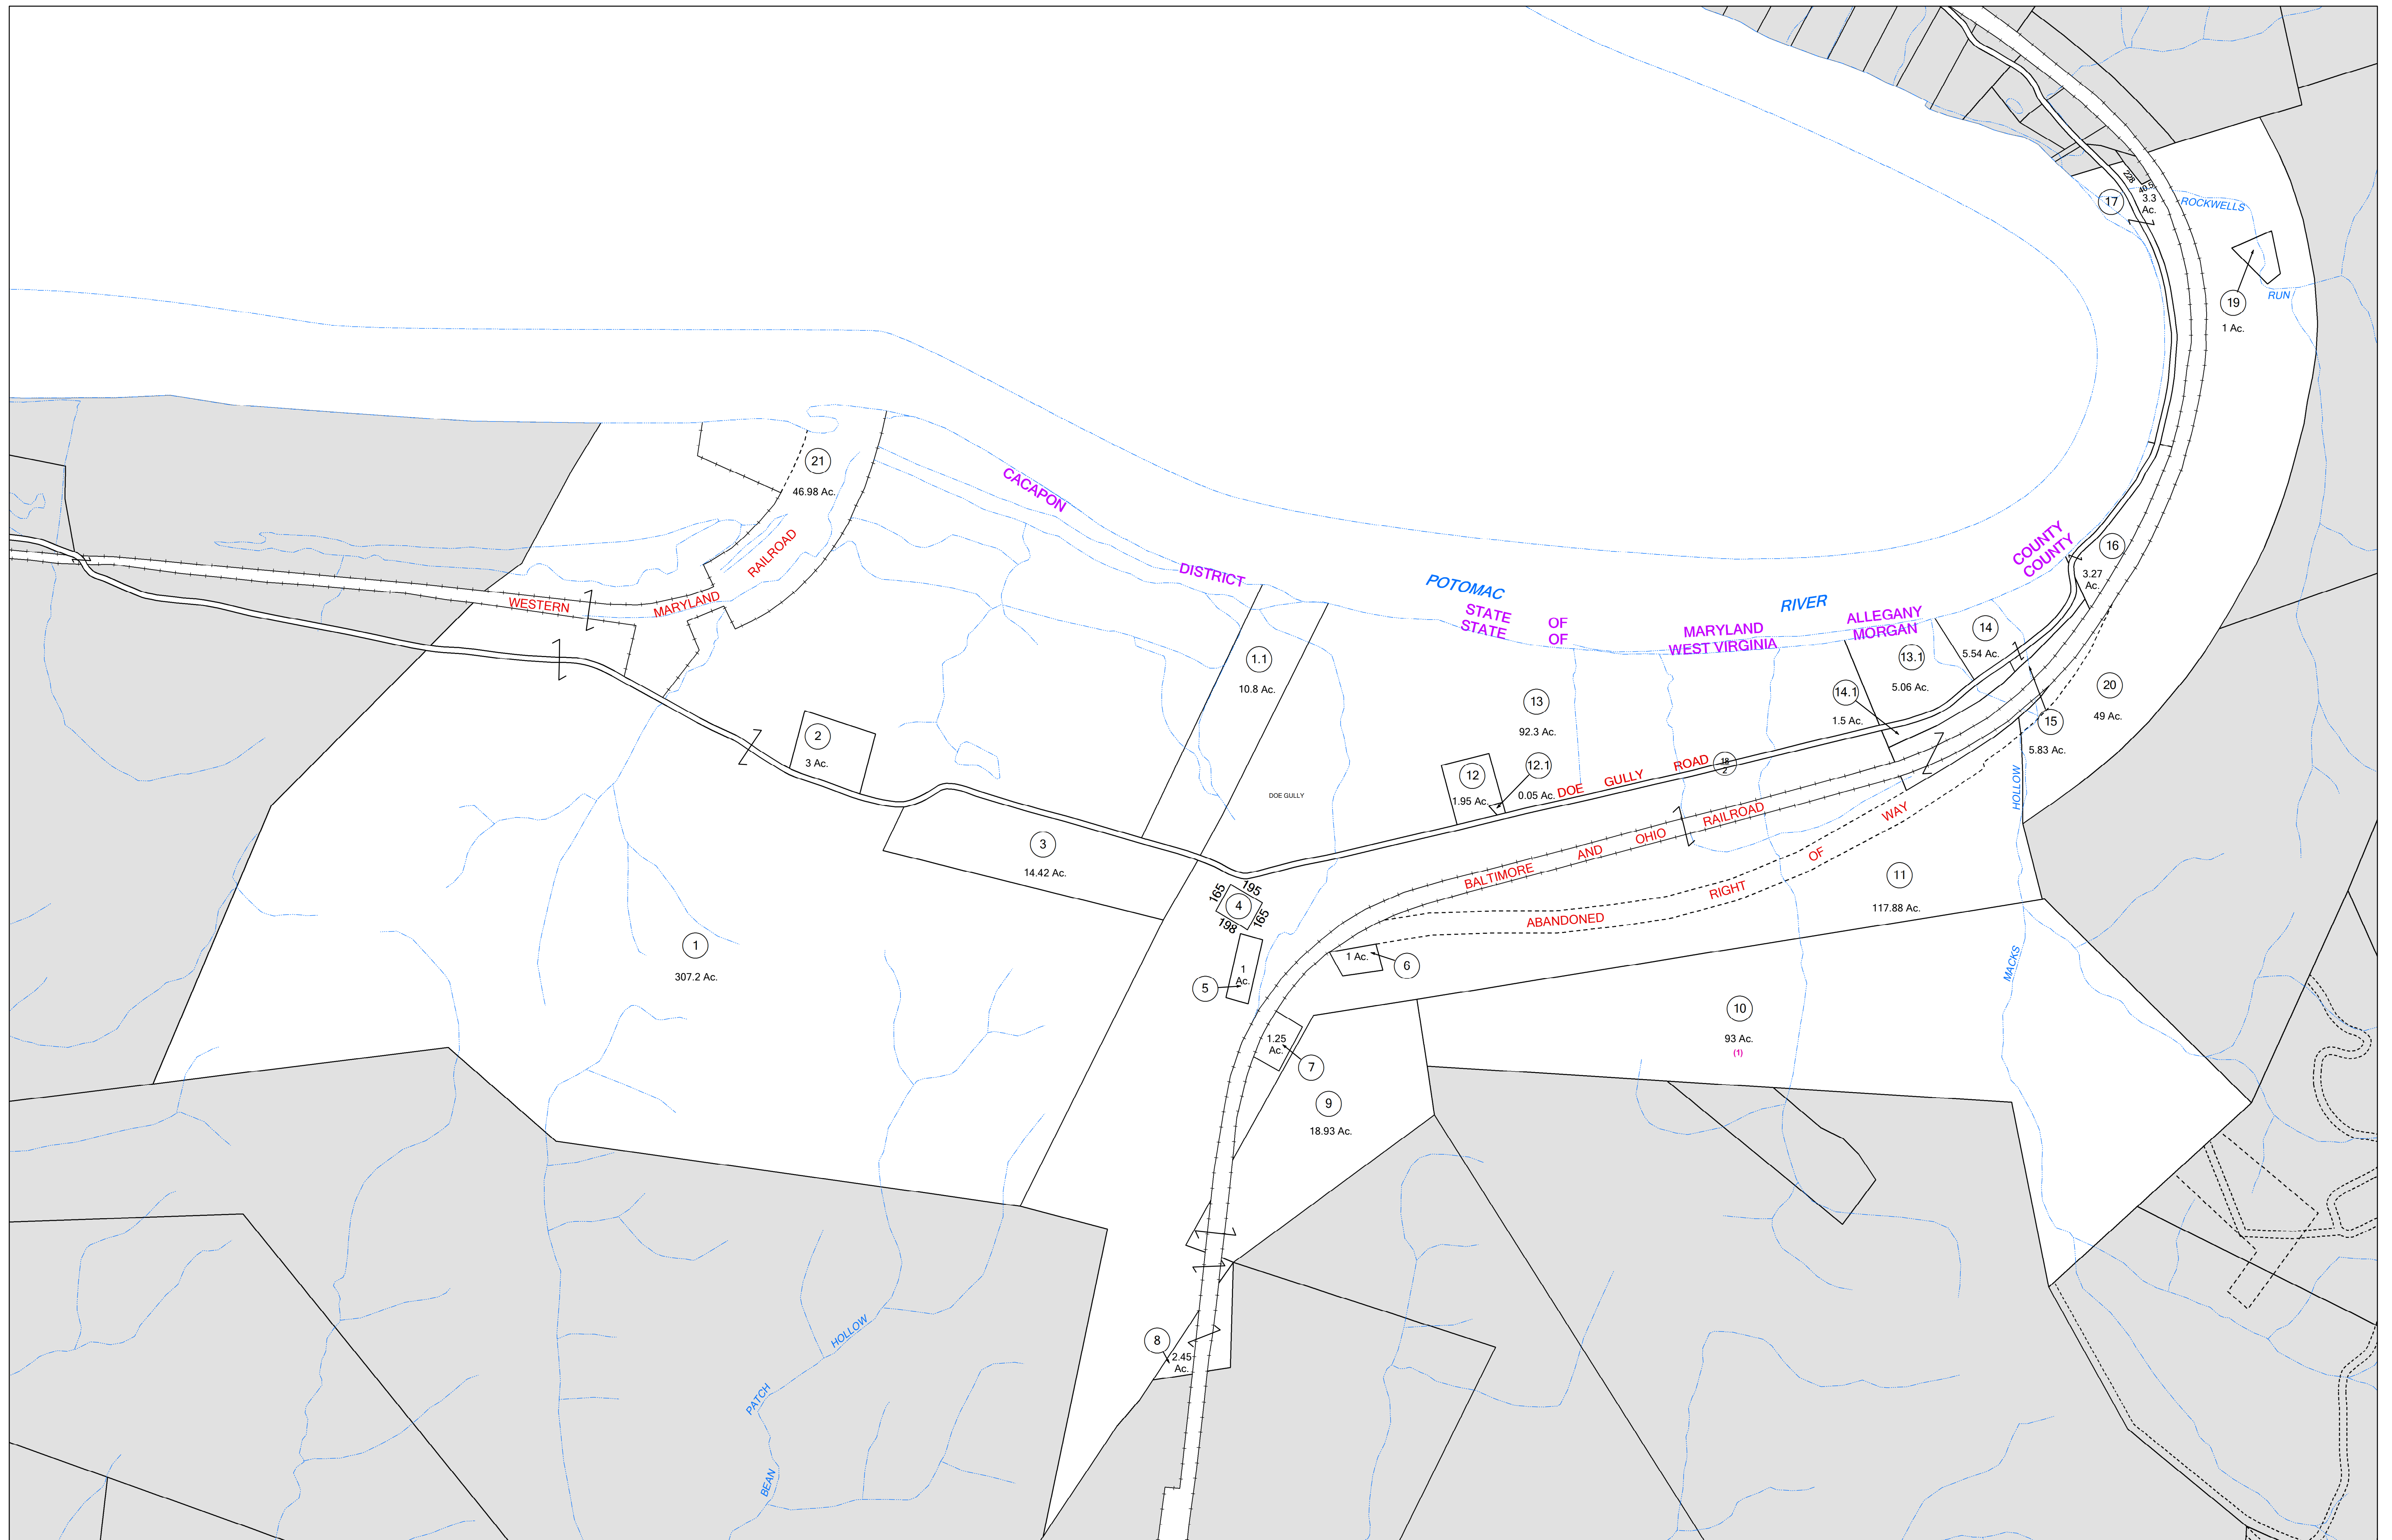 228
40.5
3.3
Ac.
17
ROCKWELLS
RUN
19
1 Ac.
21
46.98 Ac.
CACAPON
DISTRICT
RAILROAD
WESTERN
MARYLAND
COUNTY
COUNTY
16
3.27
Ac.
POTOMAC
RIVER
STATE OF
STATE OF
MARYLAND
WEST VIRGINIA
ALLEGANY
MORGAN
14
5.54 Ac.
13.1
5.06 Ac.
1.1
10.8 Ac.
20
49 Ac.
14.1
1.5 Ac.
13
92.3 Ac.
15
5.83 Ac.
2
3 Ac.
12
1.95 Ac.
12.1
0.05 Ac.
DOE GULLY ROAD
18
2
DOE GULLY
HOLLOW
MACKS
BALTIMORE AND OHIO RAILROAD
ABANDONED RIGHT OF WAY
3
14.42 Ac.
11
117.88 Ac.
165
195
4
165
198
1
307.2 Ac.
1
Ac.
5
1 Ac.
6
10
93 Ac.
(1)
1.25
Ac.
7
9
18.93 Ac.
8
2.45
Ac.
HOLLOW
PATCH
BEAN